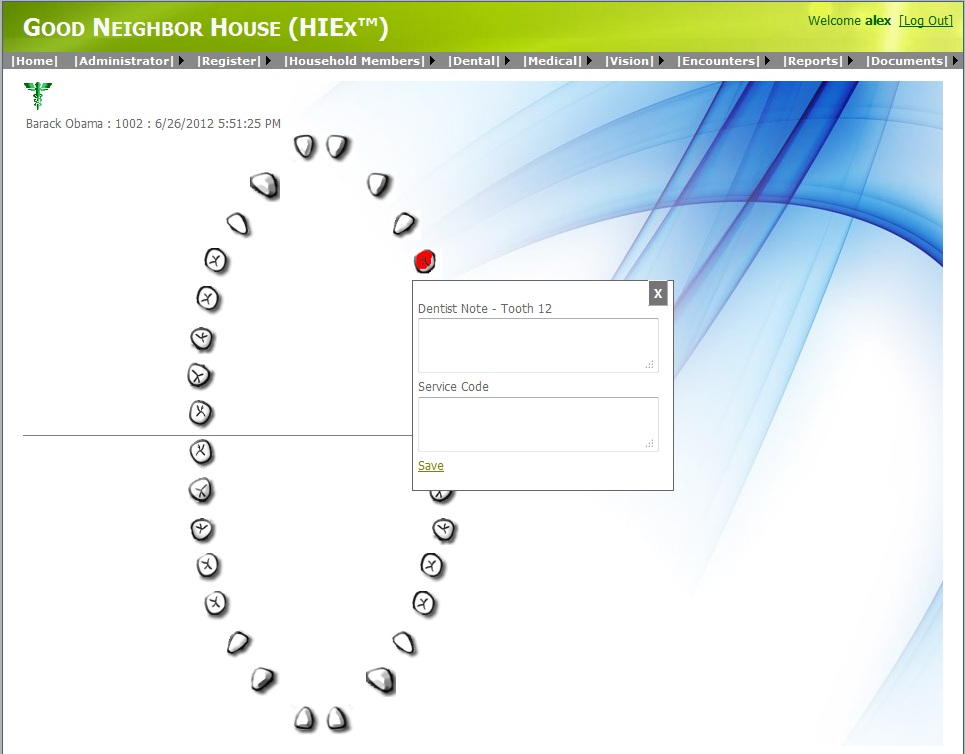 Good Neighbor House (HIEx™)
Welcome alex [Log Out]
|Home| |Administrator| |Register| |Household Members| |Dental| |Medical| |Vision| |Encounters| |Reports| |Documents|
Barack Obama : 1002 : 6/26/2012 5:51:25 PM
X
Dentist Note - Tooth 12
Service Code
Save